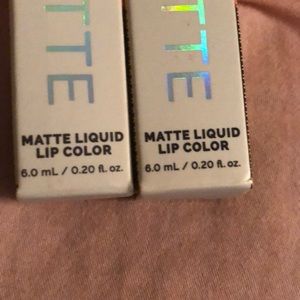 TTE
MATTE LIQUID
LIP COLOR
6.0 mL / 0.20 fl. oz.
TTE
MATTE LIQUID
LIP COLOR
6.0 mL / 0.20 fl. oz.